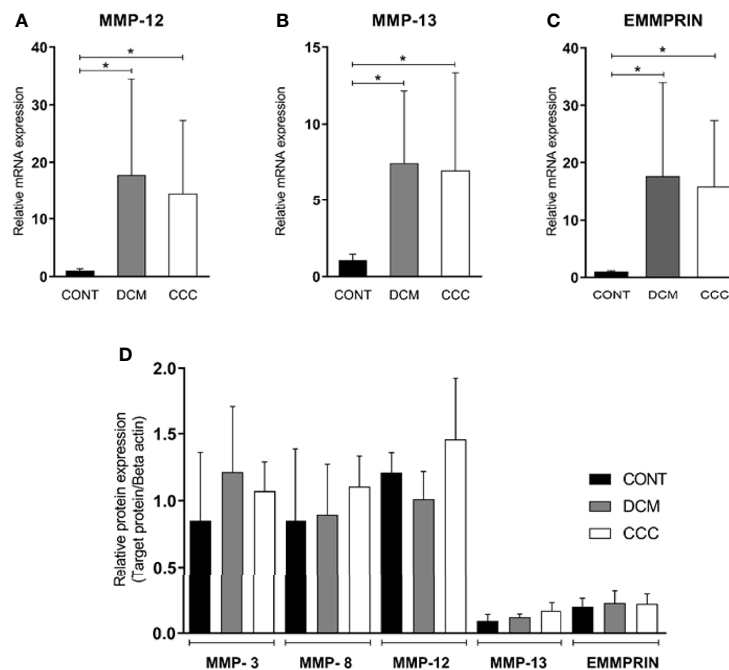 A
MMP-12
Relative mRNA expression
40
30
20
10
0
*
*
CONT DCM CCC
B
MMP-13
Relative mRNA expression
15
10
5
0
*
*
CONT DCM CCC
C
EMMPRIN
Relative mRNA expression
40
30
20
10
0
*
*
CONT DCM CCC
D
Relative protein expression
(Target protein/Beta actin)
2.0
1.5
1.0
0.5
0.0
CONT
DCM
CCC
MMP- 3 MMP- 8 MMP-12 MMP-13 EMMPRIN